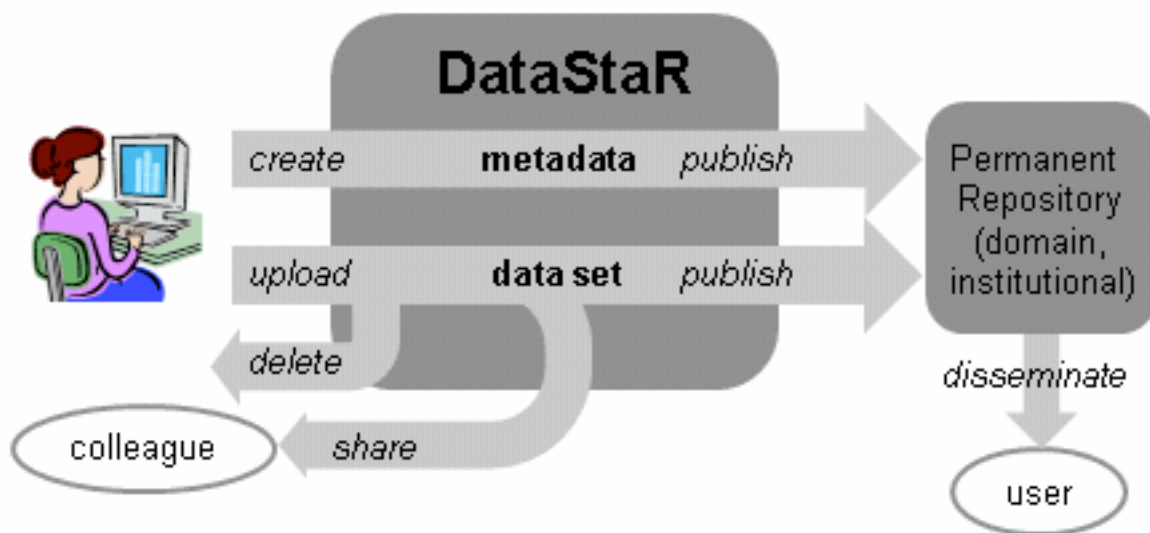 DataStaR
create metadata publish
upload data set publish
delete
share
colleague
Permanent
Repository
(domain,
institutional)
disseminate
user